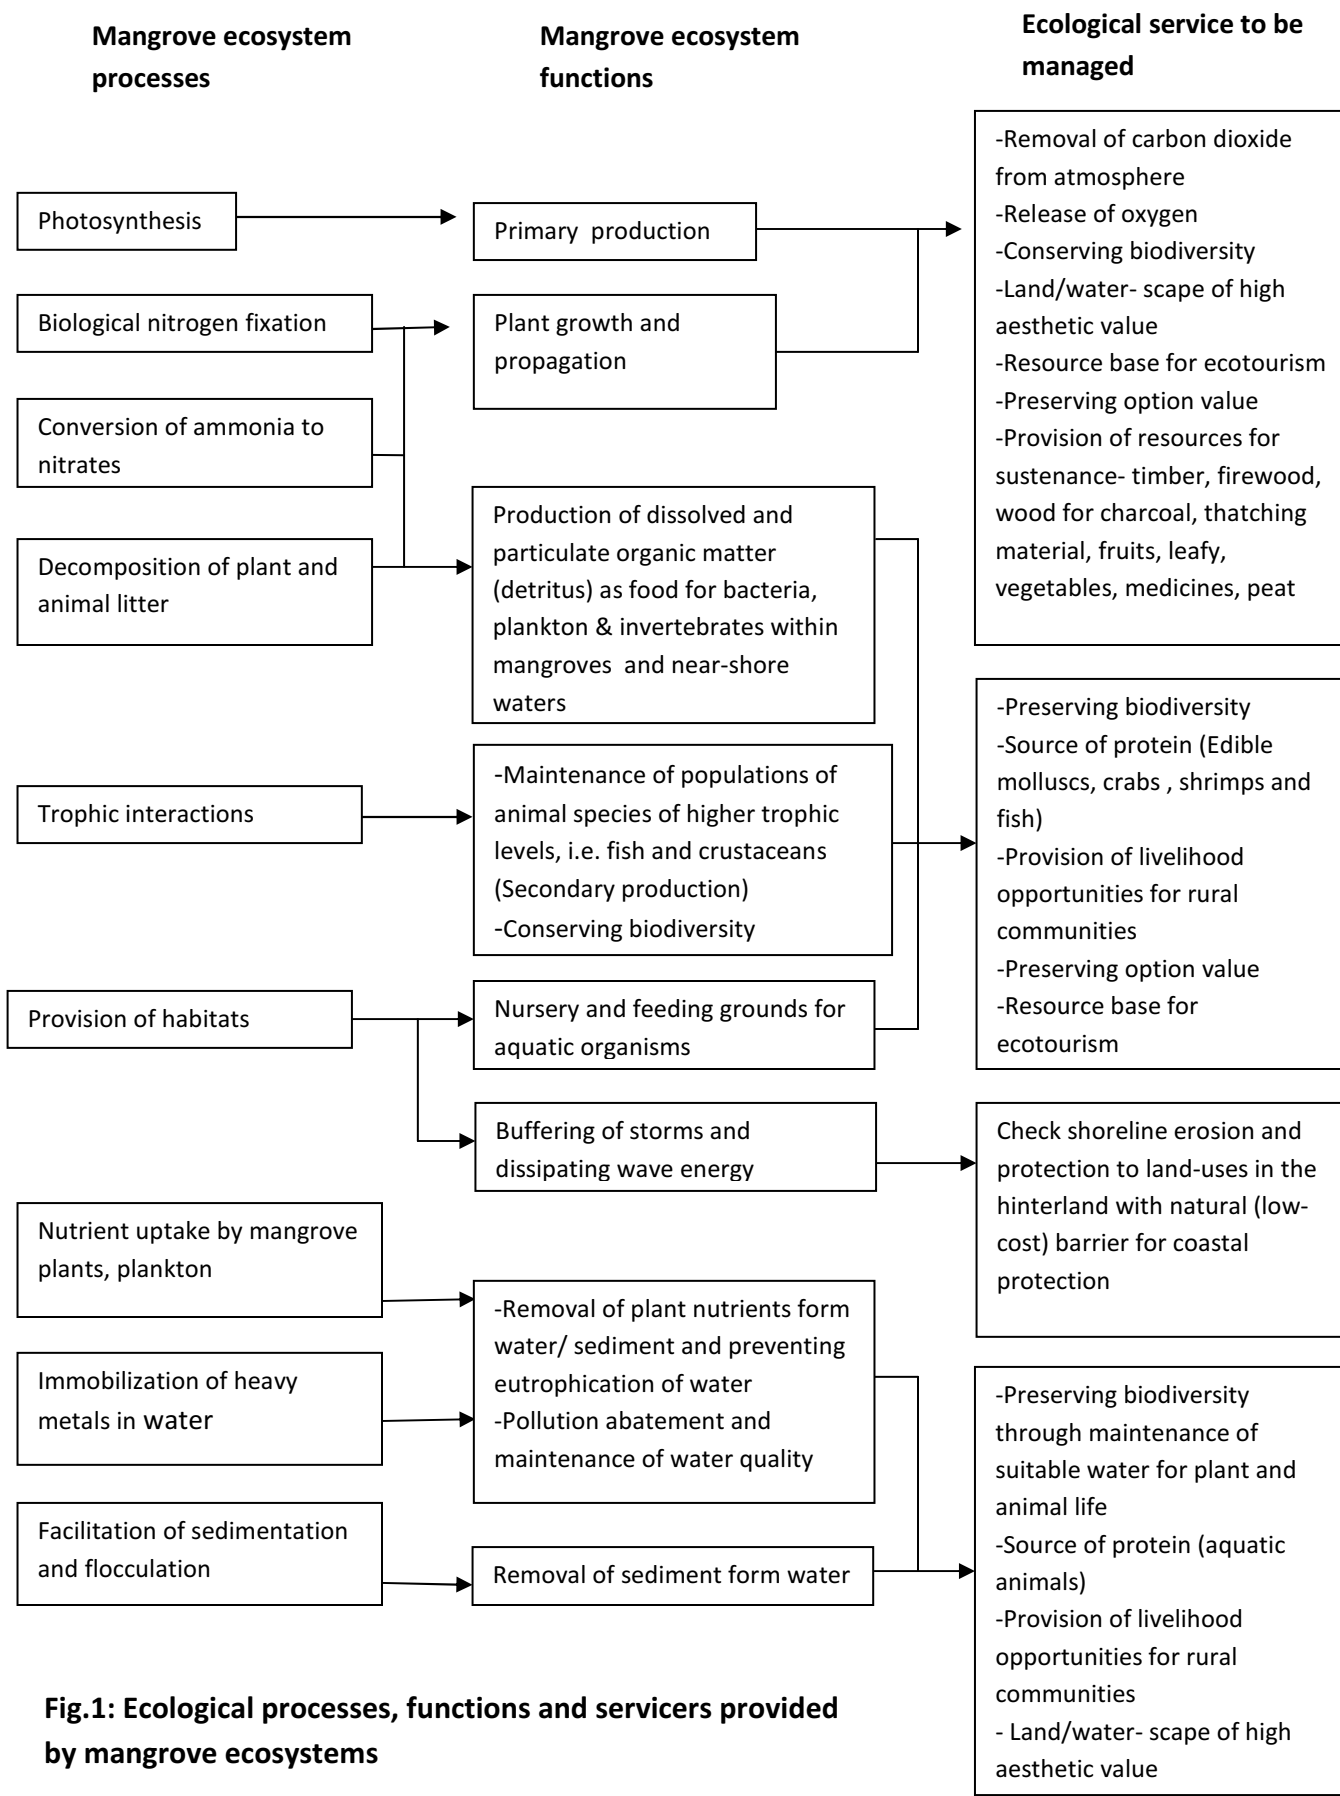 Mangrove ecosystem
processes
Mangrove ecosystem
functions
Ecological service to be
managed
Photosynthesis
Biological nitrogen fixation
Conversion of ammonia to
nitrates
Decomposition of plant and
animal litter
Trophic interactions
Provision of habitats
Nutrient uptake by mangrove
plants, plankton
Immobilization of heavy
metals in water
Facilitation of sedimentation
and flocculation
Primary production
Plant growth and
propagation
Production of dissolved and
particulate organic matter
(detritus) as food for bacteria,
plankton & invertebrates within
mangroves and near-shore
waters
-Maintenance of populations of
animal species of higher trophic
levels, i.e. fish and crustaceans
(Secondary production)
-Conserving biodiversity
Nursery and feeding grounds for
aquatic organisms
Buffering of storms and
dissipating wave energy
-Removal of plant nutrients form
water/ sediment and preventing
eutrophication of water
-Pollution abatement and
maintenance of water quality
Removal of sediment form water
-Removal of carbon dioxide
from atmosphere
-Release of oxygen
-Conserving biodiversity
-Land/water- scape of high
aesthetic value
-Resource base for ecotourism
-Preserving option value
-Provision of resources for
sustenance- timber, firewood,
wood for charcoal, thatching
material, fruits, leafy,
vegetables, medicines, peat
-Preserving biodiversity
-Source of protein (Edible
molluscs, crabs , shrimps and
fish)
-Provision of livelihood
opportunities for rural
communities
-Preserving option value
-Resource base for
ecotourism
Check shoreline erosion and
protection to land-uses in the
hinterland with natural (low-
cost) barrier for coastal
protection
-Preserving biodiversity
through maintenance of
suitable water for plant and
animal life
-Source of protein (aquatic
animals)
-Provision of livelihood
opportunities for rural
communities
- Land/water- scape of high
aesthetic value
Fig.1: Ecological processes, functions and servicers provided
by mangrove ecosystems